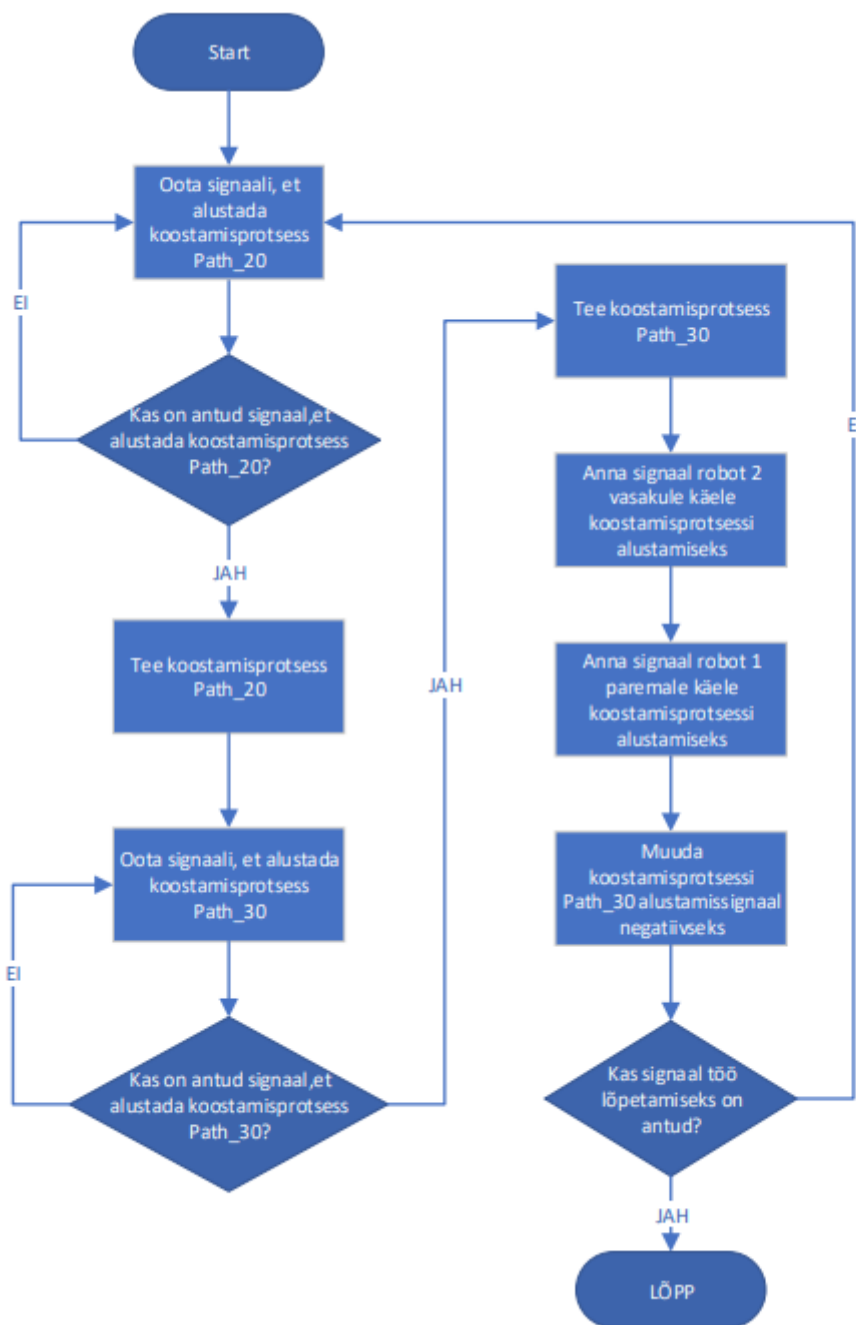 Start
Oota signaali, et
alustada
koostamisprotsess
Path_20
EI
Kas on antud signaal,et
alustada koostamisprotsess
Path_20?
JAH
Tee koostamisprotsess
Path_20
Oota signaali, et alustada
koostamisprotsess
Path_30
EI
Kas on antud signaal,et
alustada koostamisprotsess
Path_30?
JAH
Tee koostamisprotsess
Path_30
Anna signaal robot 2
vasakule käele
koostamisprotsessi
alustamiseks
Anna signaal robot 1
paremale käele
koostamisprotsessi
alustamiseks
Muuda
koostamisprotsessi
Path_30 alustamissignaal
negatiivseks
Kas signaal töö
lõpetamiseks on
antud?
JAH
LÕPP